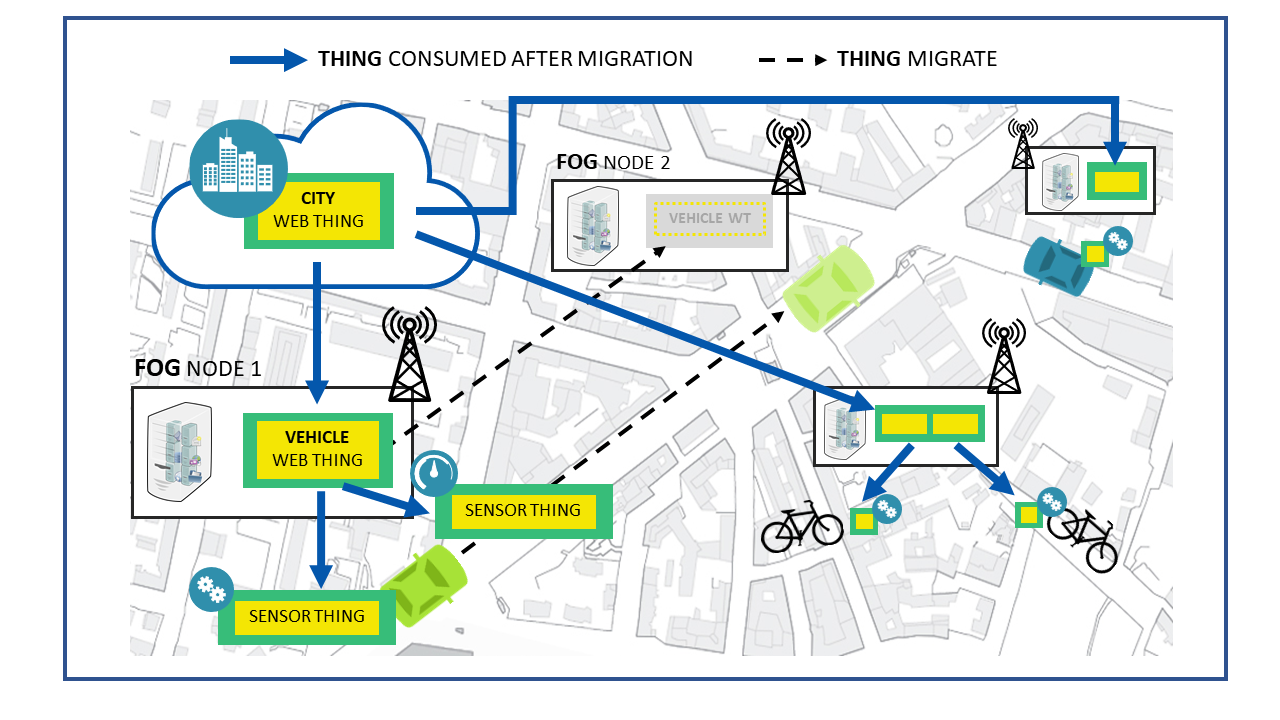 THING CONSUMED AFTER MIGRATION
THING MIGRATE
CITY
WEB THING
FOG NODE 2
VEHICLE WT
FOG NODE 1
VEHICLE
WEB THING
SENSOR THING
SENSOR THING